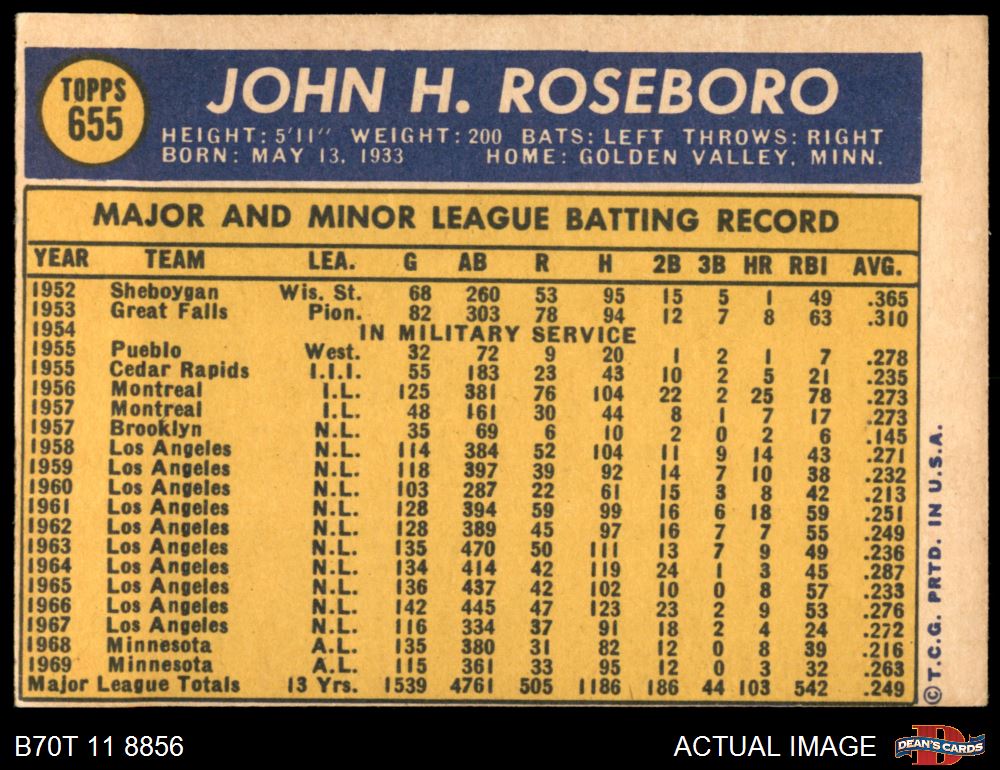 TOPPS
655
JOHN H. ROSEBORO
HEIGHT: 5'11" WEIGHT: 200 BATS: LEFT THROWS: RIGHT
BORN: MAY 13, 1933 HOME: GOLDEN VALLEY, MINN.
MAJOR AND MINOR LEAGUE BATTING RECORD
YEAR TEAM LEA. G AB R H 2B 3B HR RBI AVG.
1952 Sheboygan Wis. St. 68 260 53 95 15 5 1 49 .365
1953 Great Falls Pion. 82 303 78 94 12 7 8 63 .310
1954 IN MILITARY SERVICE
1955 Pueblo West. 32 72 9 20 1 2 1 7 .278
1955 Cedar Rapids I.I.I. 55 183 23 43 10 2 5 21 .235
1956 Montreal I.L. 125 381 76 104 22 2 25 78 .273
1957 Montreal I.L. 48 161 30 44 8 1 7 17 .273
1957 Brooklyn N.L. 35 69 6 10 2 0 2 6 .145
1958 Los Angeles N.L. 114 384 52 104 11 9 14 43 .271
1959 Los Angeles N.L. 118 397 39 92 14 7 10 38 .232
1960 Los Angeles N.L. 103 287 22 61 15 3 8 42 .213
1961 Los Angeles N.L. 128 394 59 99 16 6 18 59 .251
1962 Los Angeles N.L. 128 389 45 97 16 7 7 55 .249
1963 Los Angeles N.L. 135 470 50 111 13 7 9 49 .236
1964 Los Angeles N.L. 134 414 42 119 24 1 3 45 .287
1965 Los Angeles N.L. 136 437 42 102 10 0 8 57 .233
1966 Los Angeles N.L. 142 445 47 123 23 2 9 53 .276
1967 Los Angeles N.L. 116 334 37 91 18 2 4 24 .272
1968 Minnesota A.L. 135 380 31 82 12 0 8 39 .216
1969 Minnesota A.L. 115 361 33 95 12 0 3 32 .263
Major League Totals 13 Yrs. 1539 4761 505 1186 186 44 103 542 .249
©T.C.G. PRTD. IN U.S.A.
B70T 11 8856
ACTUAL IMAGE
DEAN'S CARDS